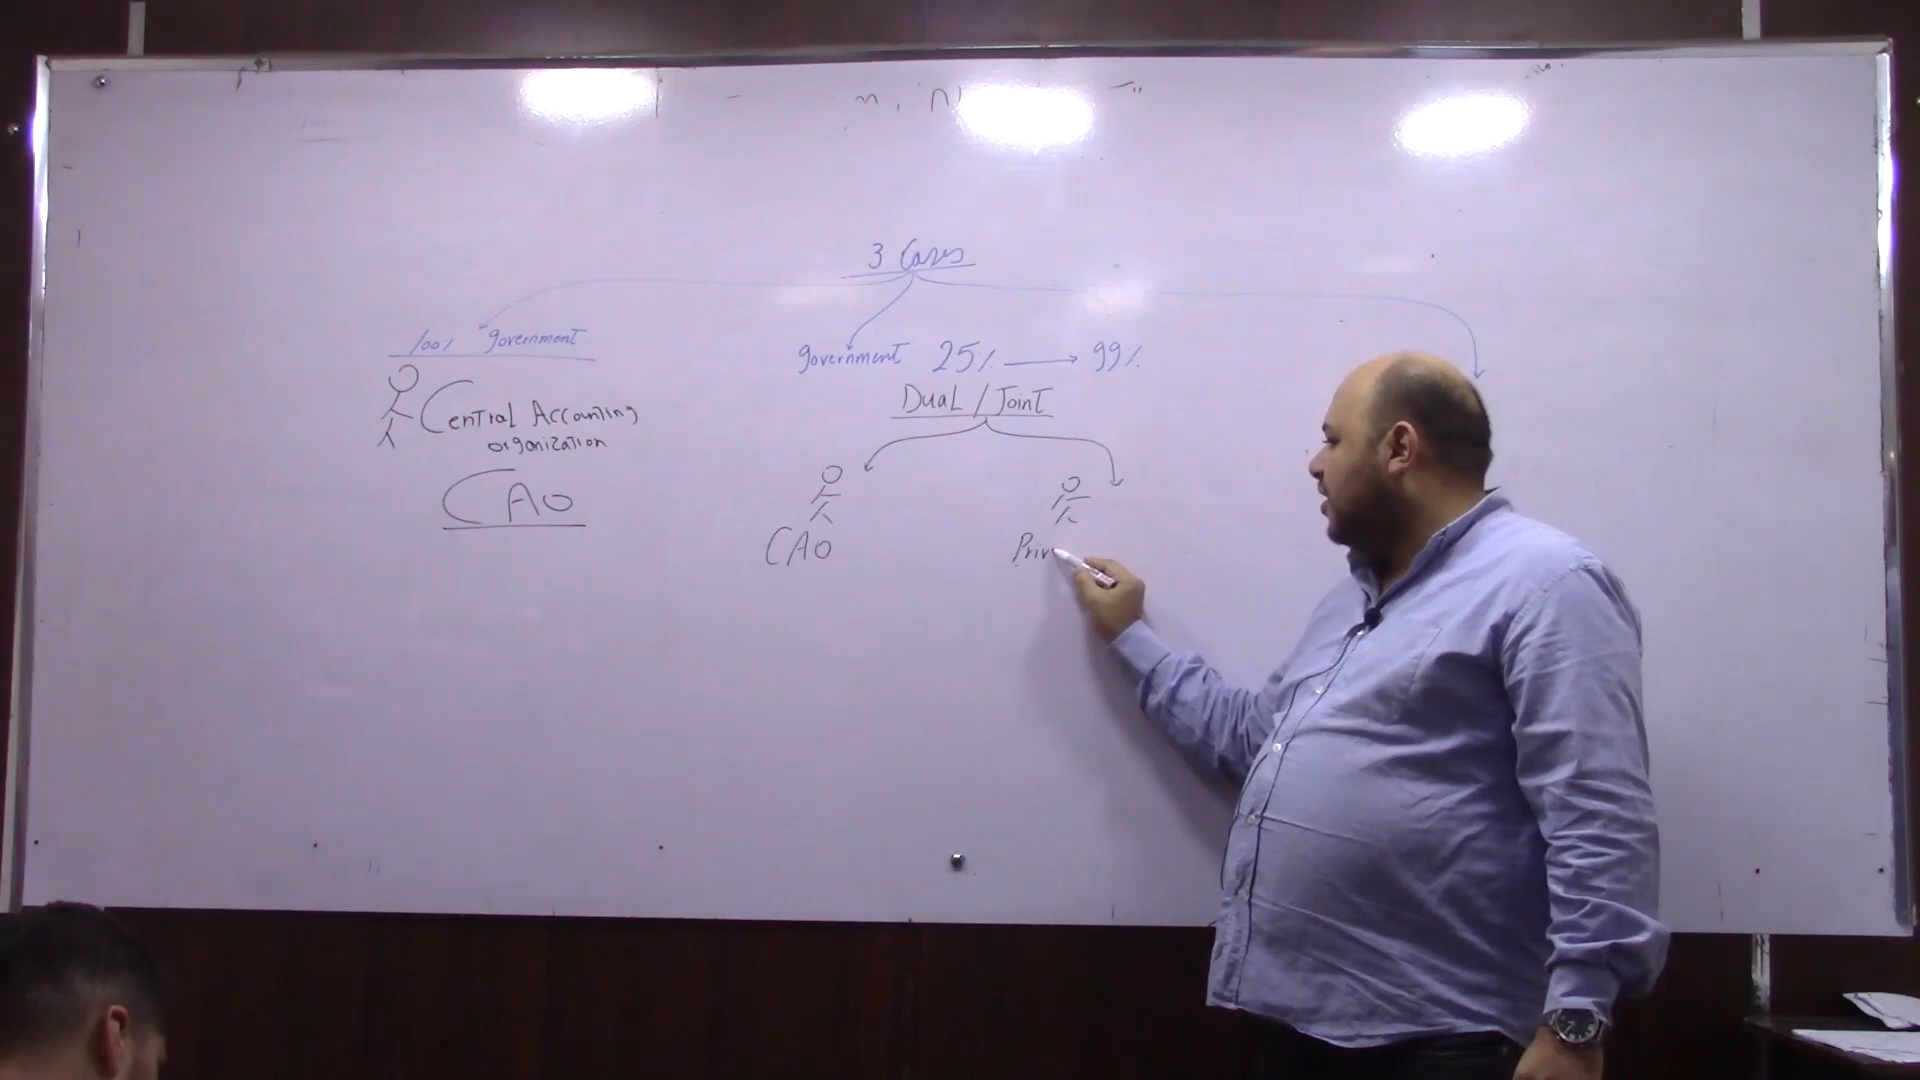 3 Cases
100% government
Central Accounting
organization
CAO
government 25% → 99%
Dual / Joint
CAO
Priv